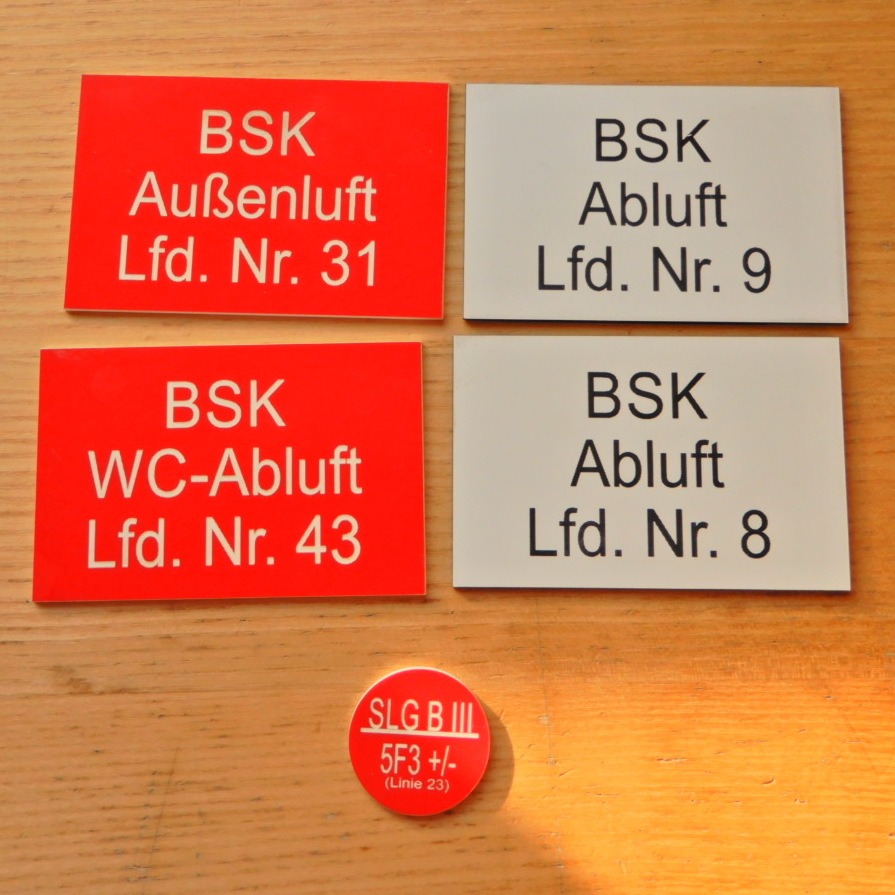 BSK
Außenluft
Lfd. Nr. 31
BSK
Abluft
Lfd. Nr. 9
BSK
WC-Abluft
Lfd. Nr. 43
BSK
Abluft
Lfd. Nr. 8
SLG B III
5F3 +/-
(Linie 23)